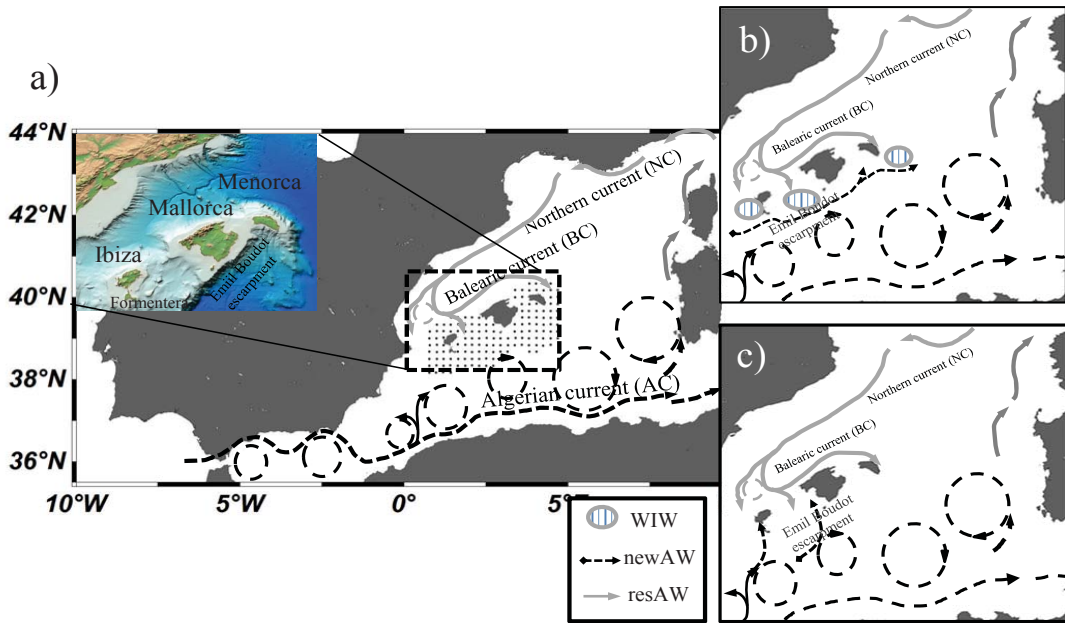 a)
44°N
42°N
40°N
38°N
36°N
10°W
5°W
0°
5°
Menorca
Mallorca
Ibiza
Formentera
Emil Boudot
escarpment
Northern current (NC)
Balearic current (BC)
Algerian current (AC)
WIW
newAW
resAW
b)
Northern current (NC)
Balearic current (BC)
Emil Boudot
escarpment
c)
Northern current (NC)
Balearic current (BC)
Emil Boudot
escarpment